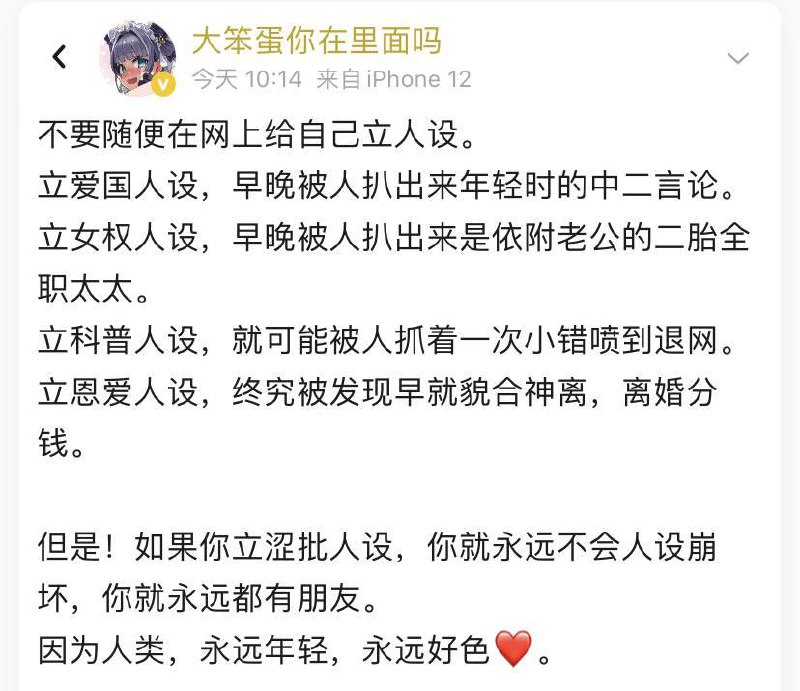 大笨蛋你在里面吗
今天 10:14 来自 iPhone 12
不要随便在网上给自己立人设。
立爱国人设，早晚被人扒出来年轻时的中二言论。
立女权人设，早晚被人扒出来是依附老公的二胎全
职太太。
立科普人设，就可能被人抓着一次小错喷到退网。
立恩爱人设，终究被发现早就貌合神离，离婚分
钱。
但是！如果你立涩批人设，你就永远不会人设崩
坏，你就永远都有朋友。
因为人类，永远年轻，永远好色❤️。